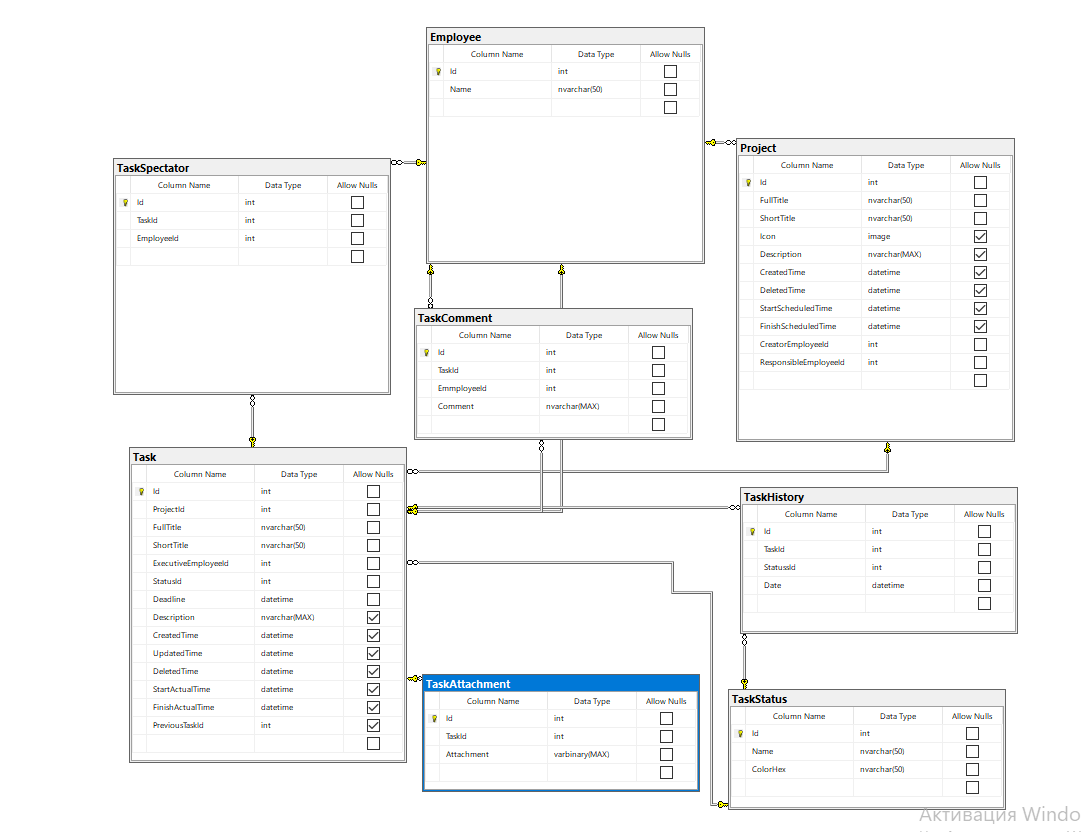 Employee
Column Name Data Type Allow Nulls
Id int
Name nvarchar(50)
Project
Column Name Data Type Allow Nulls
Id int
FullTitle nvarchar(50)
ShortTitle nvarchar(50)
Icon image
Description nvarchar(MAX)
CreatedTime datetime
DeletedTime datetime
StartScheduledTime datetime
FinishScheduledTime datetime
CreatorEmployeeId int
ResponsibleEmployeeId int
TaskSpectator
Column Name Data Type Allow Nulls
Id int
TaskId int
EmployeeId int
TaskComment
Column Name Data Type Allow Nulls
Id int
TaskId int
EmmployeeId int
Comment nvarchar(MAX)
Task
Column Name Data Type Allow Nulls
Id int
ProjectId int
FullTitle nvarchar(50)
ShortTitle nvarchar(50)
ExecutiveEmployeeId int
StatusId int
Deadline datetime
Description nvarchar(MAX)
CreatedTime datetime
UpdatedTime datetime
DeletedTime datetime
StartActualTime datetime
FinishActualTime datetime
PreviousTaskId int
TaskHistory
Column Name Data Type Allow Nulls
Id int
TaskId int
StatussId int
Date datetime
TaskAttachment
Column Name Data Type Allow Nulls
Id int
TaskId int
Attachment varbinary(MAX)
TaskStatus
Column Name Data Type Allow Nulls
Id int
Name nvarchar(50)
ColorHex nvarchar(50)
Активация Windo